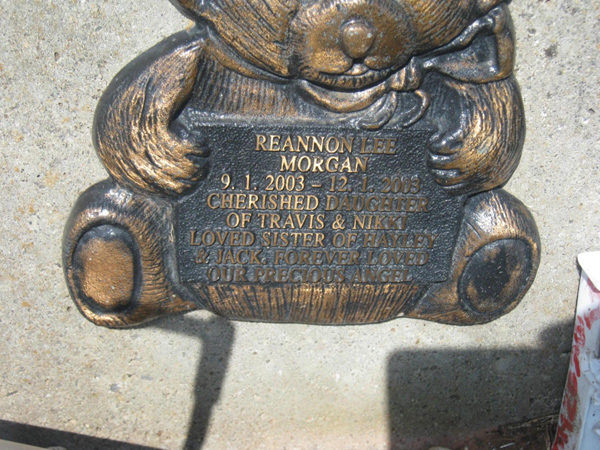 REANNON LEE
MORGAN
9. 1. 2003 – 12. 1. 2003
CHERISHED DAUGHTER
OF TRAVIS & NIKKI
LOVED SISTER OF HAYLEY
& JACK. FOREVER LOVED
OUR PRECIOUS ANGEL